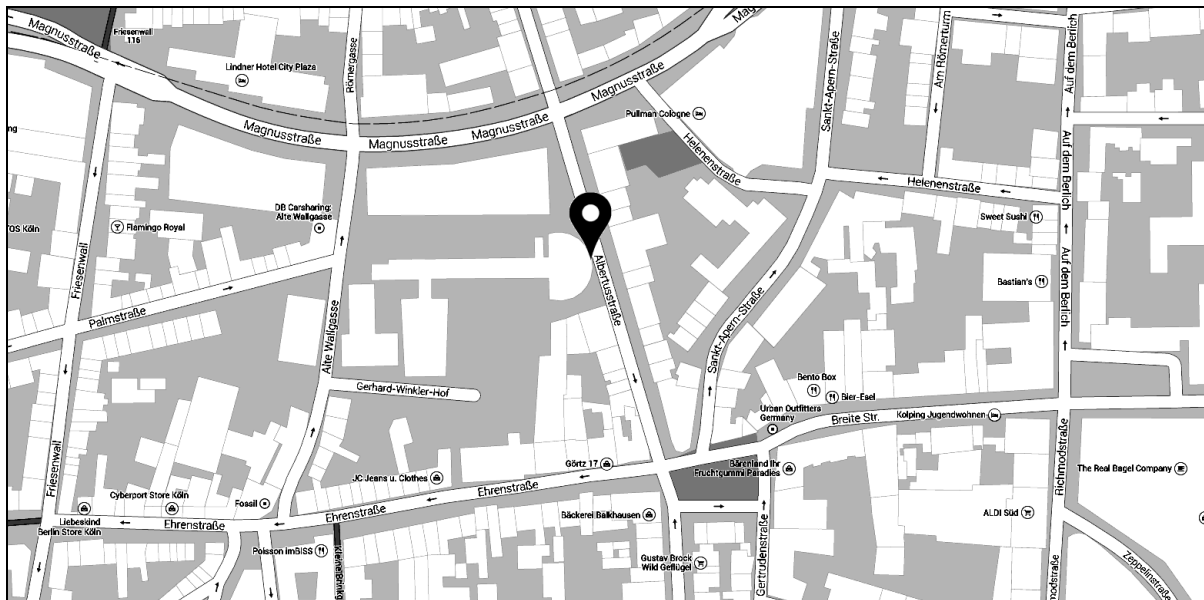 Magnusstraße
Friesenwall
116
Magnusstraße
Lindner Hotel City Plaza
Römergasse
Magnusstraße
Magnusstraße
Magnusstraße
Magnusstraße
Pullman Cologne
Helenenstraße
Sankt-Apern-Straße
Am Römerturm
Auf dem Berlich
Auf dem Berlich
Auf dem Berlich
Helenenstraße
Sweet Sushi
Bastian's
DB Carsharing:
Alte Wallgasse
Flamingo Royal
TOS Köln
Friesenwall
Palmstraße
Alte Wallgasse
Albertusstraße
Sankt-Apern-Straße
Gerhard-Winkler-Hof
Bento Box
Bier-Esel
Urban Outfitters
Germany
Breite Str.
Kolping Jugendwohnen
Richmodstraße
The Real Bagel Company
Görtz 17
Bärenland Ihr
Fruchtgummi Paradies
JC Jeans u. Clothes
Ehrenstraße
Ehrenstraße
Ehrenstraße
Friesenwall
Cyberport Store Köln
Fossil
Liebeskind
Berlin Store Köln
Bäckerei Balkhausen
Poisson imBISS
Gustav Brock
Wild Geflügel
Gertrudenstraße
ALDI Süd
Zeppelinstraße